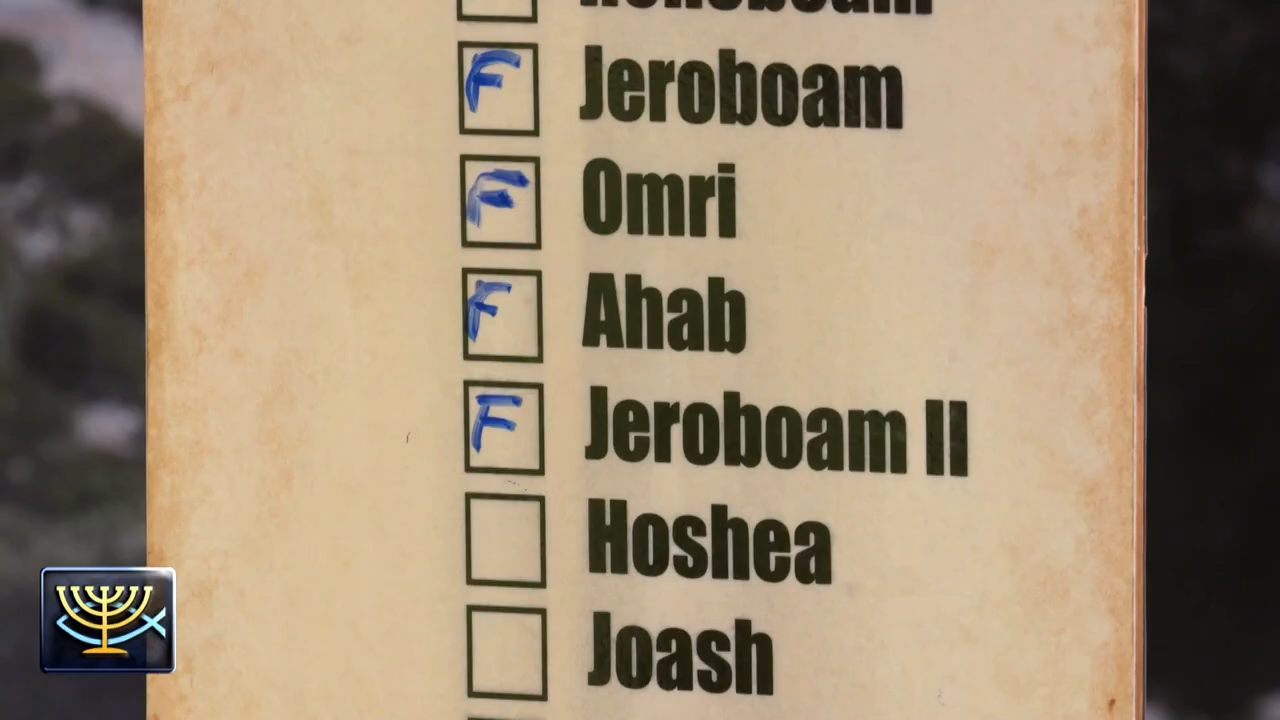 F Jeroboam
F Omri
F Ahab
F Jeroboam II
Hoshea
Joash